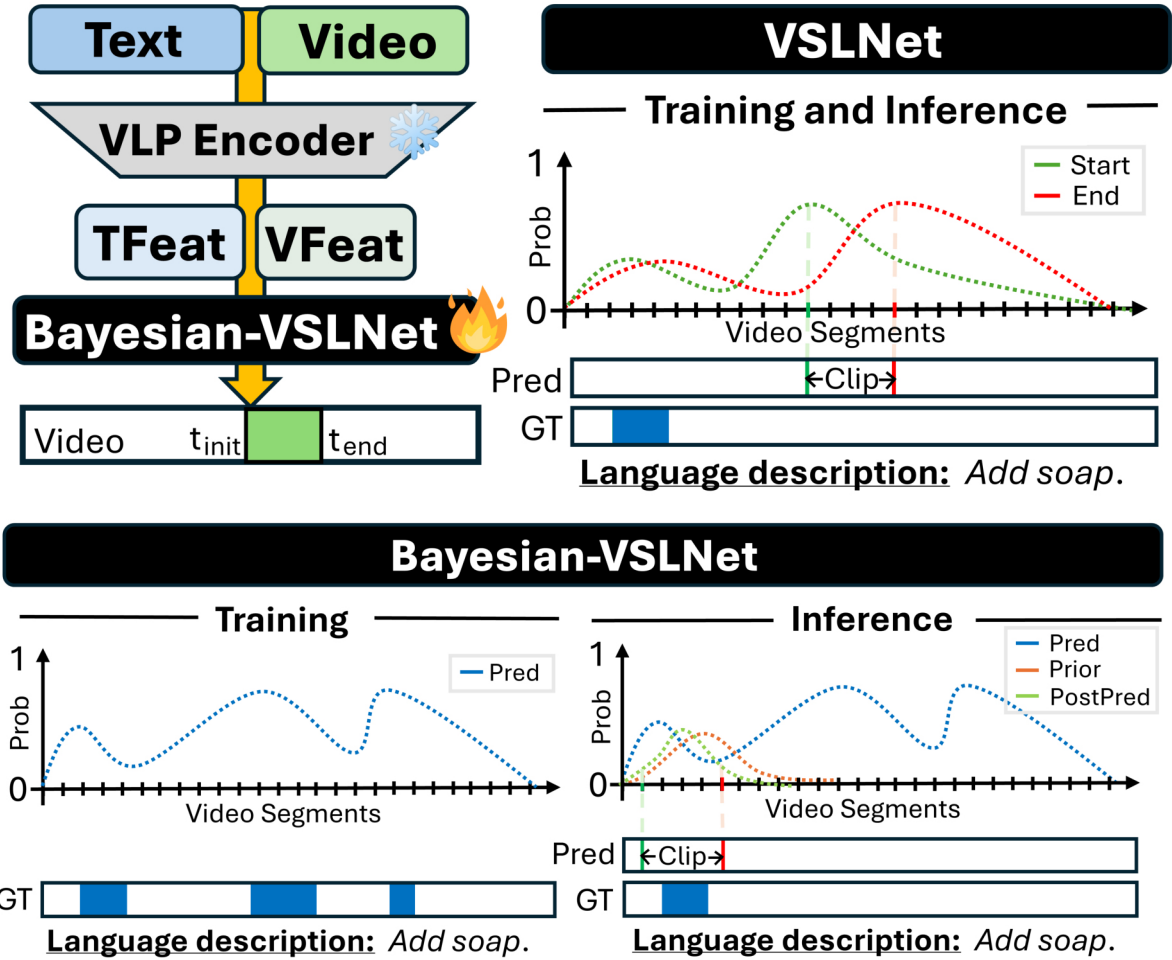 Text
Video
VLP Encoder
TFeat
VFeat
Bayesian-VSLNet
Video
t_init
t_end
VSLNet
Training and Inference
1
Start
End
Prob
0
Video Segments
Pred
←Clip→
GT
Language description: Add soap.
Bayesian-VSLNet
Training
1
Pred
Prob
0
Video Segments
GT
Language description: Add soap.
Inference
1
Pred
Prior
PostPred
Prob
0
Video Segments
Pred
←Clip→
GT
Language description: Add soap.